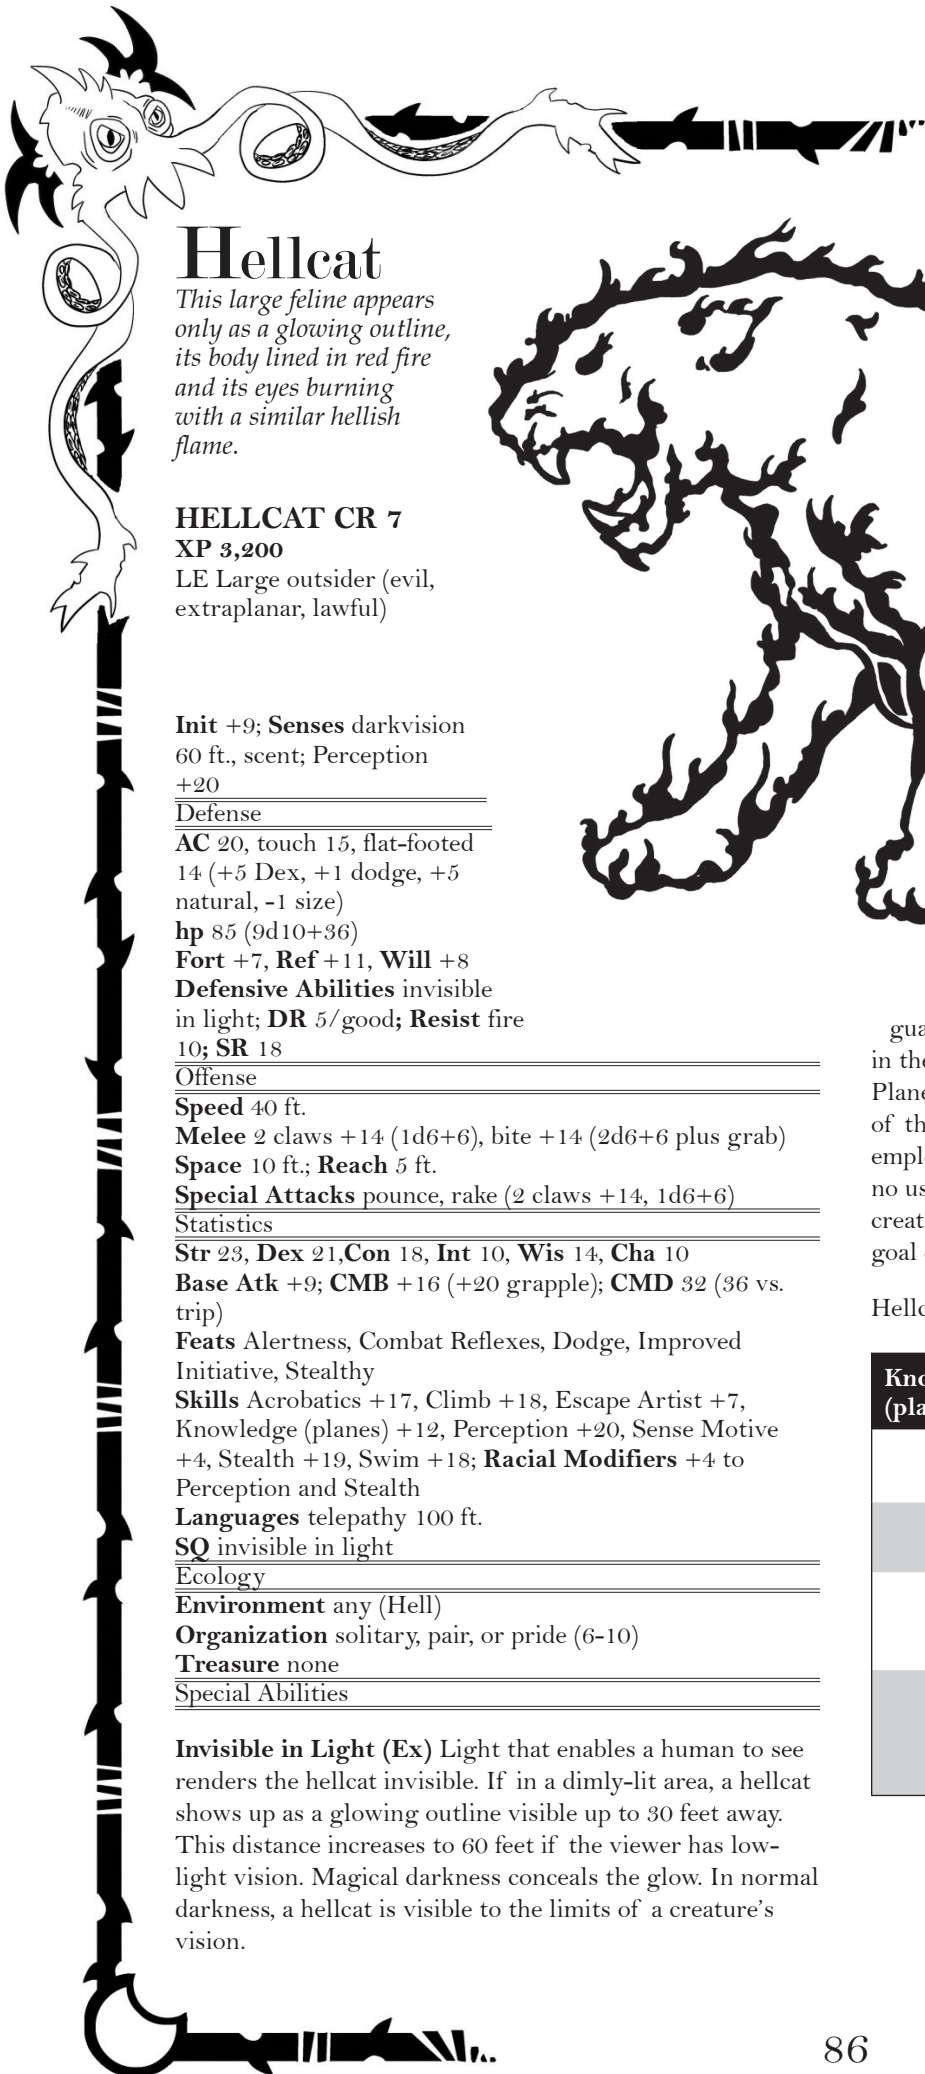 Hellcat
This large feline appears
only as a glowing outline,
its body lined in red fire
and its eyes burning
with a similar hellish
flame.
HELLCAT CR 7
XP 3,200
LE Large outsider (evil,
extraplanar, lawful)
Init +9; Senses darkvision
60 ft., scent; Perception
+20
Defense
AC 20, touch 15, flat-footed
14 (+5 Dex, +1 dodge, +5
natural, -1 size)
hp 85 (9d10+36)
Fort +7, Ref +11, Will +8
Defensive Abilities invisible
in light; DR 5/good; Resist fire
10; SR 18
Offense
Speed 40 ft.
Melee 2 claws +14 (1d6+6), bite +14 (2d6+6 plus grab)
Space 10 ft.; Reach 5 ft.
Special Attacks pounce, rake (2 claws +14, 1d6+6)
Statistics
Str 23, Dex 21,Con 18, Int 10, Wis 14, Cha 10
Base Atk +9; CMB +16 (+20 grapple); CMD 32 (36 vs.
trip)
Feats Alertness, Combat Reflexes, Dodge, Improved
Initiative, Stealthy
Skills Acrobatics +17, Climb +18, Escape Artist +7,
Knowledge (planes) +12, Perception +20, Sense Motive
+4, Stealth +19, Swim +18; Racial Modifiers +4 to
Perception and Stealth
Languages telepathy 100 ft.
SQ invisible in light
Ecology
Environment any (Hell)
Organization solitary, pair, or pride (6-10)
Treasure none
Special Abilities
Invisible in Light (Ex) Light that enables a human to see
renders the hellcat invisible. If in a dimly-lit area, a hellcat
shows up as a glowing outline visible up to 30 feet away.
This distance increases to 60 feet if the viewer has low-
light vision. Magical darkness conceals the glow. In normal
darkness, a hellcat is visible to the limits of a creature's
vision.
in
of
no
goal
86